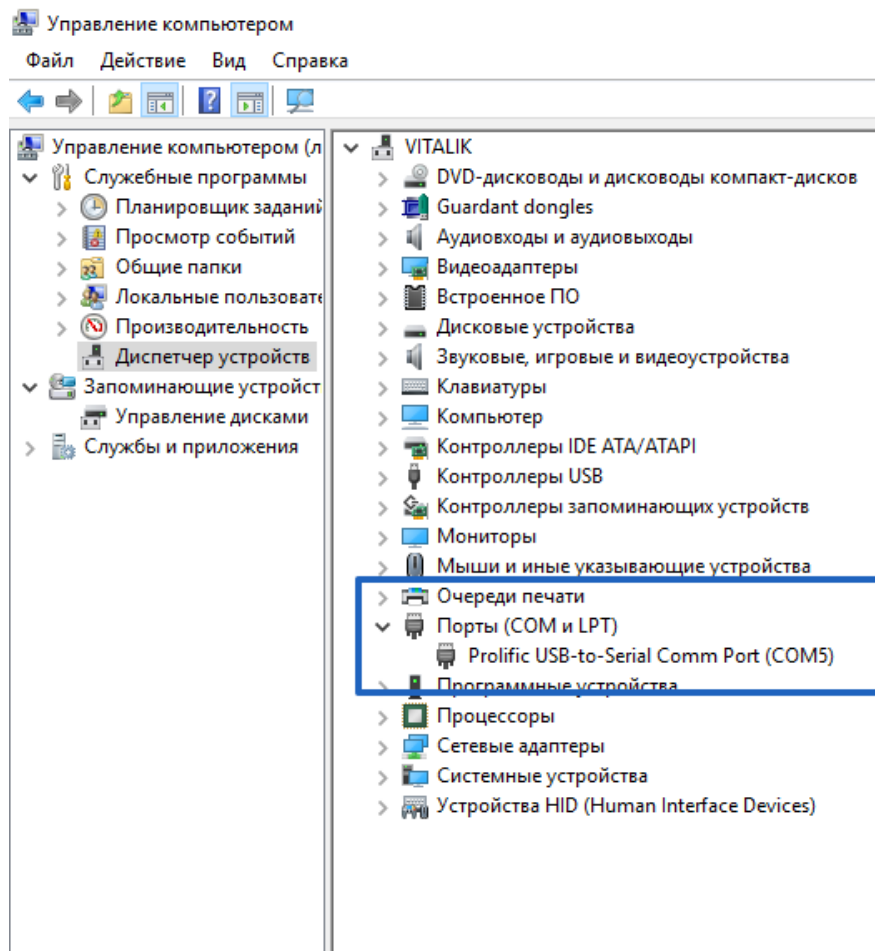 Управление компьютером
Файл Действие Вид Справка
Управление компьютером (л
Служебные программы
Планировщик заданий
Просмотр событий
Общие папки
Локальные пользовате
Производительность
Диспетчер устройств
Запоминающие устройст
Управление дисками
Службы и приложения
VITALIK
DVD-дисководы и дисководы компакт-дисков
Guardant dongles
Аудиовходы и аудиовыходы
Видеоадаптеры
Встроенное ПО
Дисковые устройства
Звуковые, игровые и видеоустройства
Клавиатуры
Компьютер
Контроллеры IDE ATA/ATAPI
Контроллеры USB
Контроллеры запоминающих устройств
Мониторы
Мыши и иные указывающие устройства
Очереди печати
Порты (COM и LPT)
Prolific USB-to-Serial Comm Port (COM5)
Программные устройства
Процессоры
Сетевые адаптеры
Системные устройства
Устройства HID (Human Interface Devices)